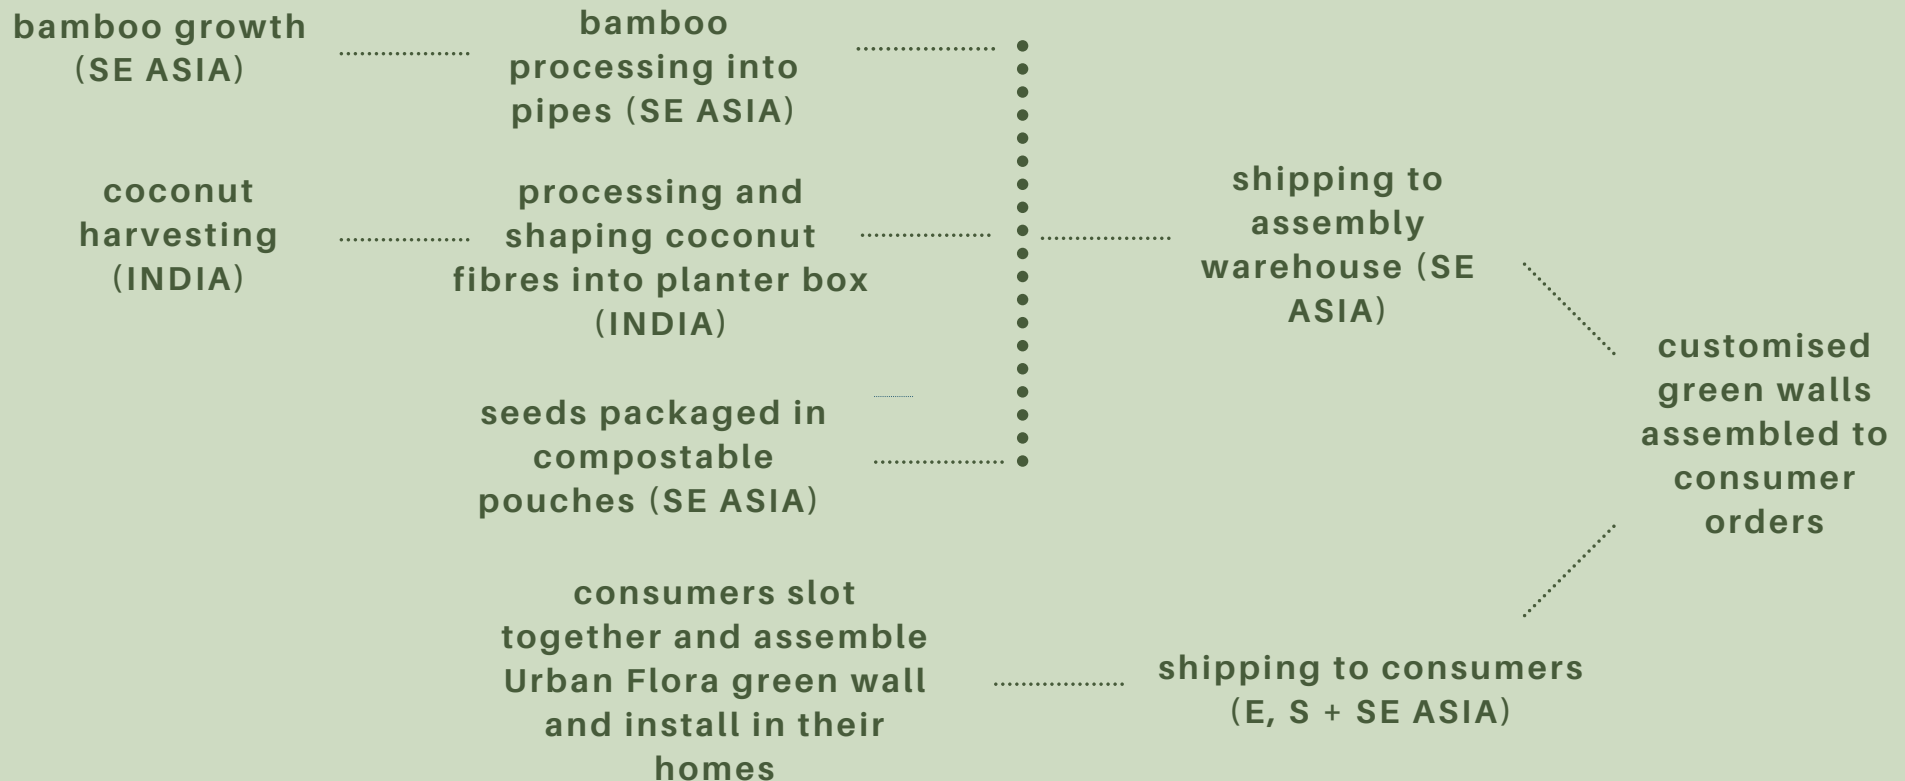 bamboo growth
(SE ASIA)
bamboo
processing into
pipes (SE ASIA)
coconut
harvesting
(INDIA)
processing and
shaping coconut
fibres into planter box
(INDIA)
seeds packaged in
compostable
pouches (SE ASIA)
shipping to
assembly
warehouse (SE
ASIA)
customised
green walls
assembled to
consumer
orders
shipping to consumers
(E, S + SE ASIA)
consumers slot
together and assemble
Urban Flora green wall
and install in their
homes